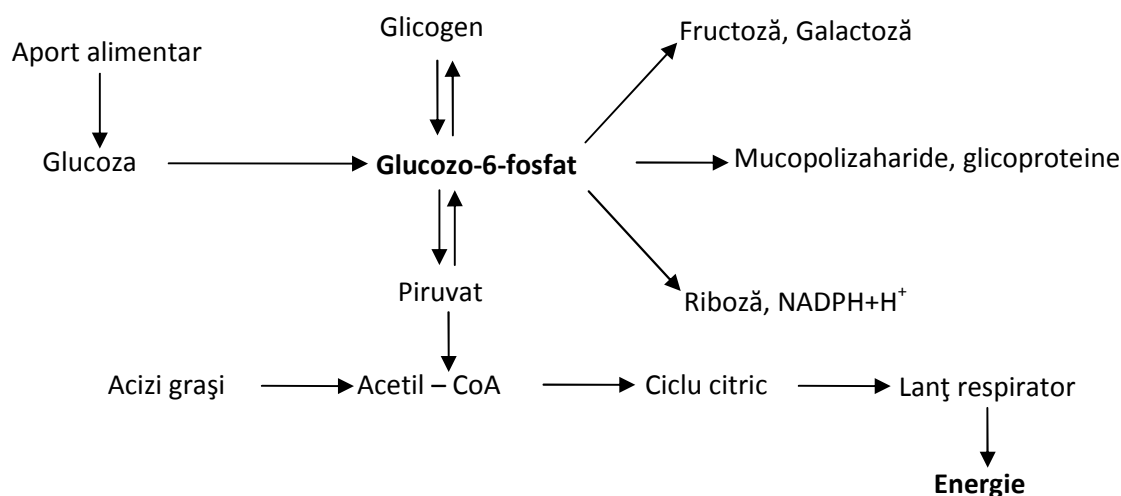 Glicogen
Fructoză, Galactoză
Aport alimentar
Glucoza
Glucozo-6-fosfat
Mucopolizaharide, glicoproteine
Piruvat
Riboză, NADPH+H⁺
Acizi graşi
Acetil – CoA
Ciclu citric
Lanţ respirator
Energie